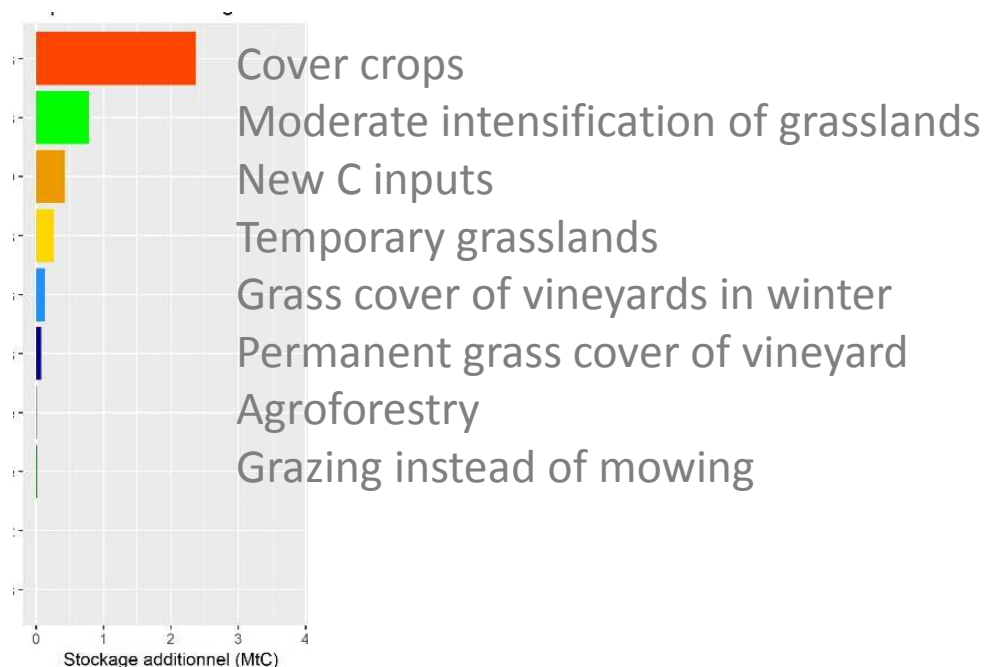 Cover crops
Moderate intensification of grasslands
New C inputs
Temporary grasslands
Grass cover of vineyards in winter
Permanent grass cover of vineyard
Agroforestry
Grazing instead of mowing
0 1 2 3 4
Stockage additionnel (MtC)